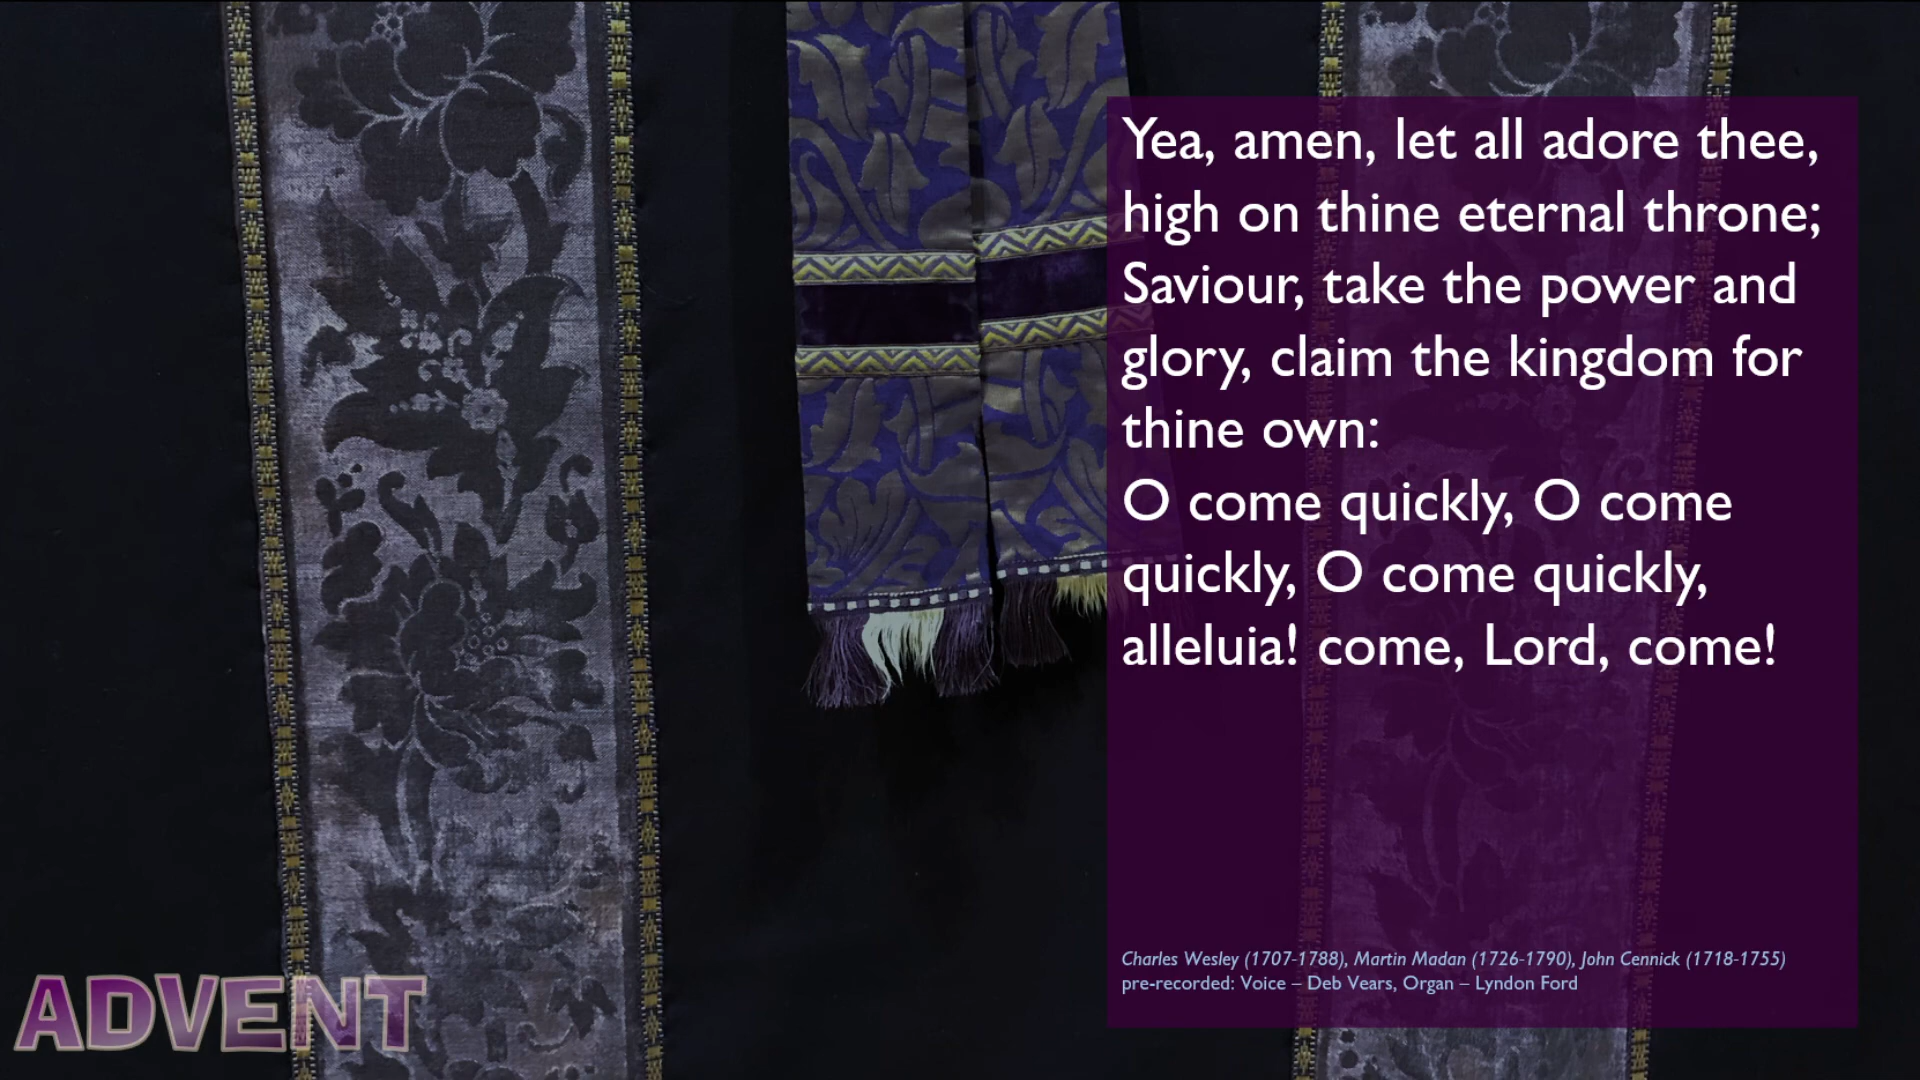 Yea, amen, let all adore thee,
high on thine eternal throne;
Saviour, take the power and
glory, claim the kingdom for
thine own:
O come quickly, O come
quickly, O come quickly,
alleluia! come, Lord, come!
Charles Wesley (1707-1788), Martin Madan (1726-1790), John Cennick (1718-1755)
pre-recorded: Voice – Deb Vears, Organ – Lyndon Ford
ADVENT